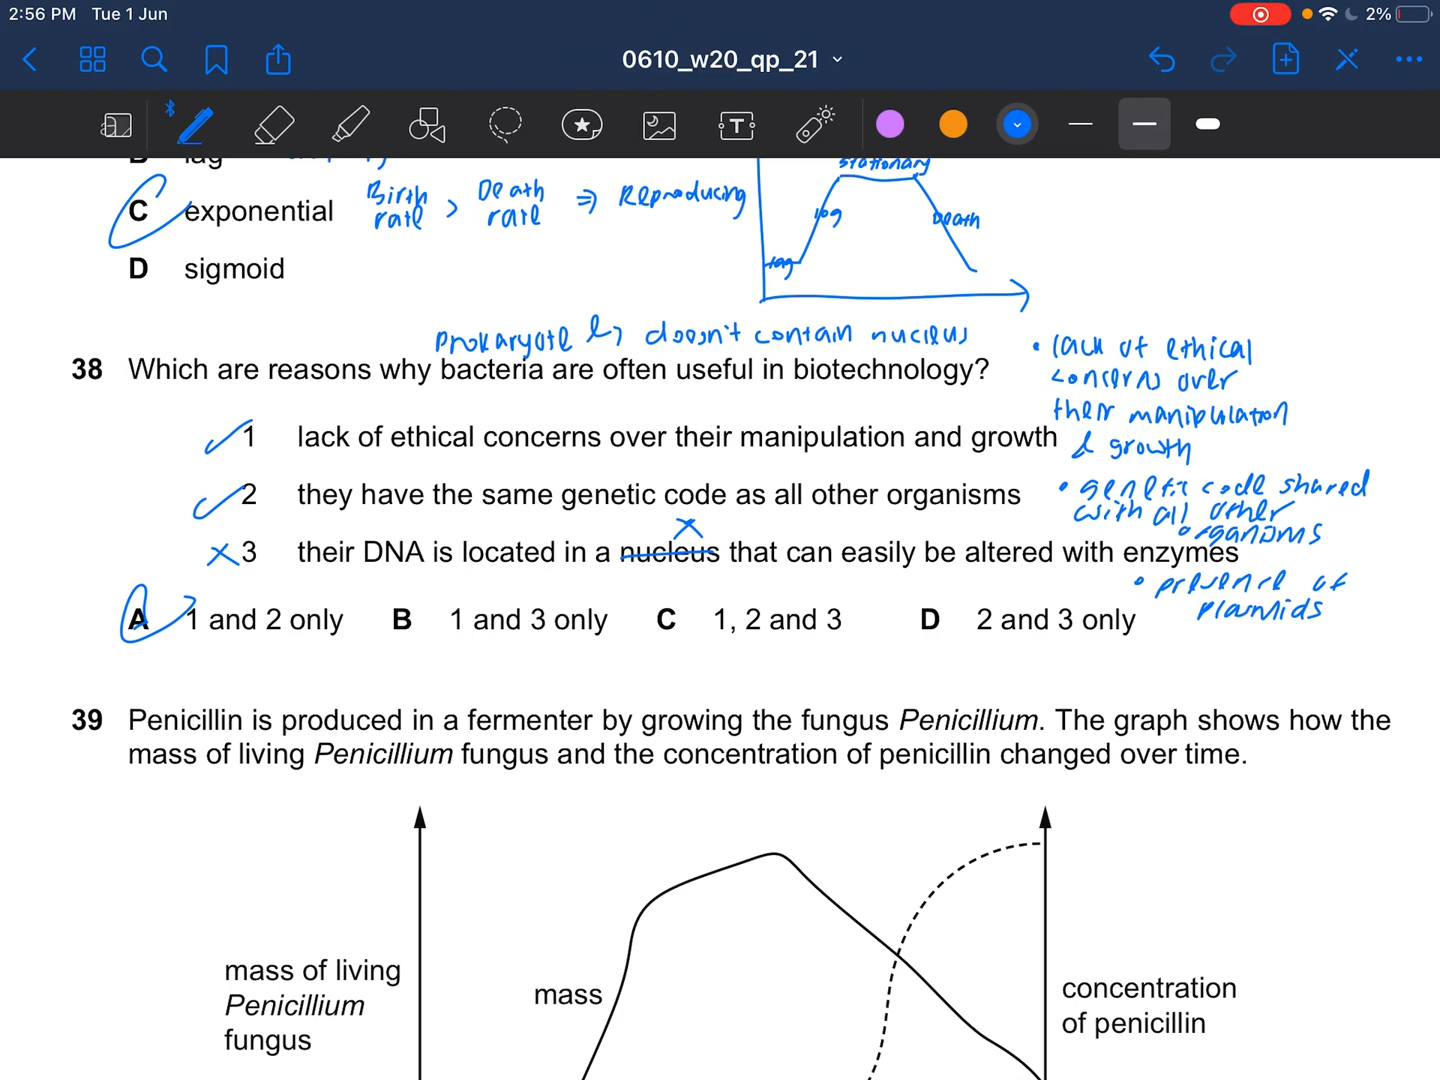 2:56 PM Tue 1 Jun 2%
0610_w20_qp_21
lag
stationary
C exponential Birth rate > Death rate ⇒ Reproducing
log
Death
lag
D sigmoid
Prokaryote ↳ doesn't contain nucleus
38 Which are reasons why bacteria are often useful in biotechnology?
• lack of ethical
concerns over
their manipulation
& growth
1 lack of ethical concerns over their manipulation and growth
2 they have the same genetic code as all other organisms
• genetic code shared
with all other
organisms
3 their DNA is located in a nucleus that can easily be altered with enzymes
• presence of
plasmids
A 1 and 2 only B 1 and 3 only C 1, 2 and 3 D 2 and 3 only
39 Penicillin is produced in a fermenter by growing the fungus Penicillium. The graph shows how the
mass of living Penicillium fungus and the concentration of penicillin changed over time.
mass of living
Penicillium
fungus
mass
concentration
of penicillin